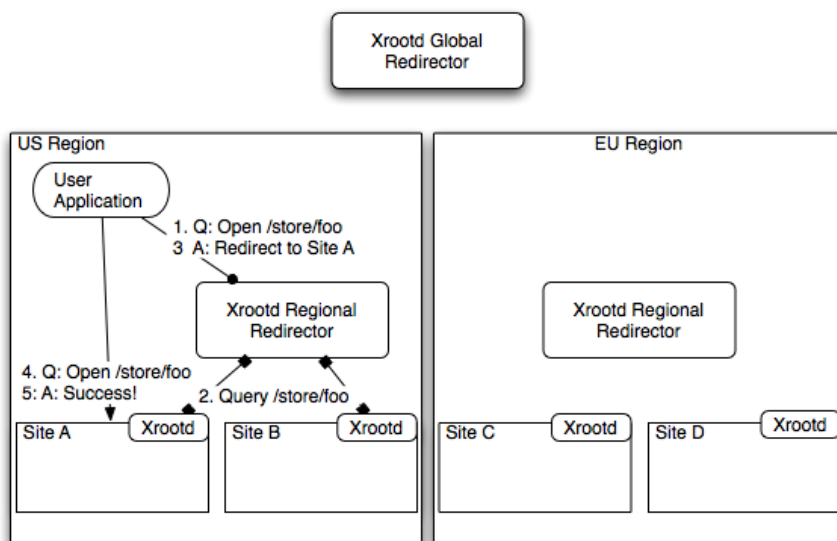 Xrootd Global
Redirector
US Region
EU Region
User
Application
1. Q: Open /store/foo
3 A: Redirect to Site A
Xrootd Regional
Redirector
Xrootd Regional
Redirector
4. Q: Open /store/foo
5: A: Success!
2. Query /store/foo
Site A
Xrootd
Site B
Xrootd
Site C
Xrootd
Site D
Xrootd